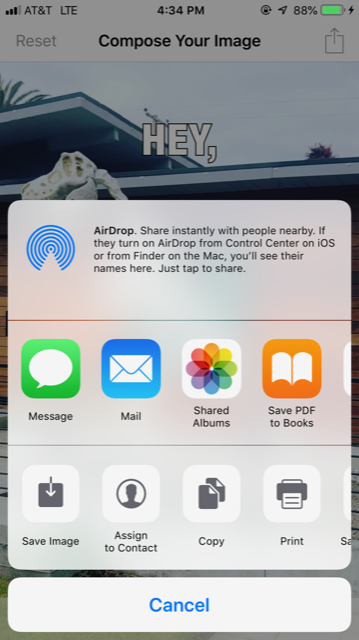 AT&T LTE 4:34 PM 88%
Reset Compose Your Image
HEY,
AirDrop. Share instantly with people nearby. If
they turn on AirDrop from Control Center on iOS
or from Finder on the Mac, you'll see their
names here. Just tap to share.
Message Mail Shared Albums Save PDF to Books
Save Image Assign to Contact Copy Print Sa
Cancel